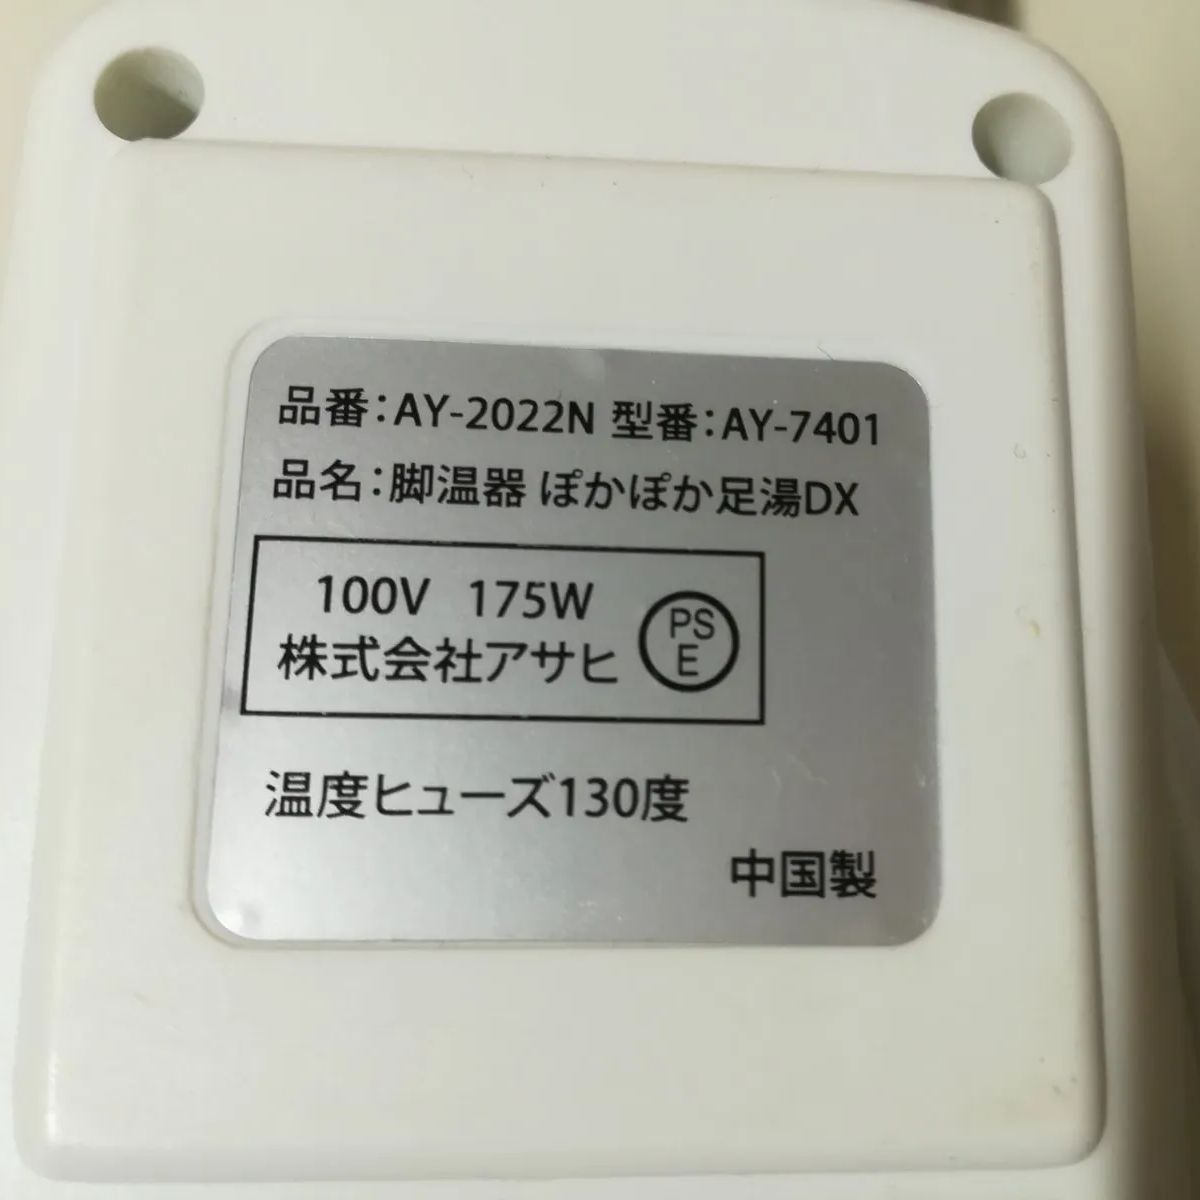 品番：AY-2022N 型番：AY-7401
品名：脚温器 ぽかぽか足湯DX
100V 175W
株式会社アサヒ
PS
E
温度ヒューズ130度
中国製